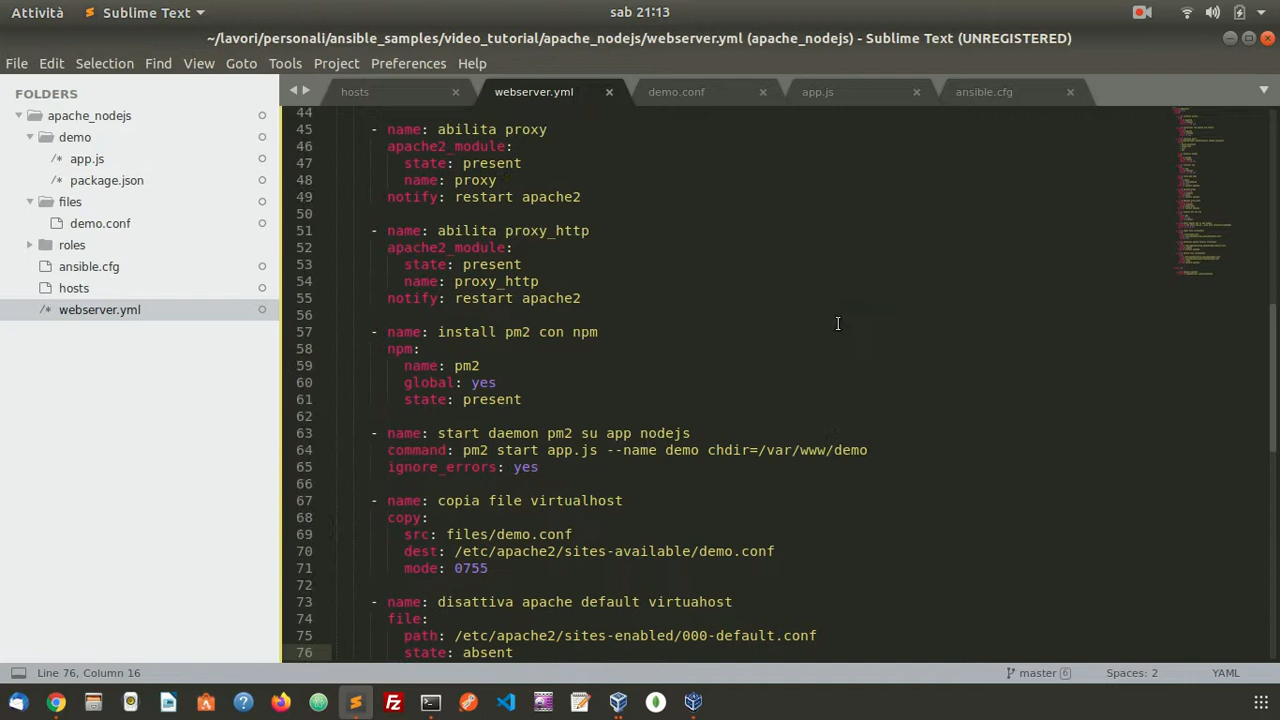 Attività
Sublime Text
sab 21:13
~/lavori/personali/ansible_samples/video_tutorial/apache_nodejs/webserver.yml (apache_nodejs) - Sublime Text (UNREGISTERED)
File Edit Selection Find View Goto Tools Project Preferences Help
FOLDERS
apache_nodejs
demo
/* app.js
/* package.json
files
demo.conf
roles
ansible.cfg
hosts
/* webserver.yml
hosts × webserver.yml × demo.conf × app.js × ansible.cfg ×
44
45 - name: abilita proxy
46 apache2_module:
47 state: present
48 name: proxy
49 notify: restart apache2
50
51 - name: abilita proxy_http
52 apache2_module:
53 state: present
54 name: proxy_http
55 notify: restart apache2
56
57 - name: install pm2 con npm
58 npm:
59 name: pm2
60 global: yes
61 state: present
62
63 - name: start daemon pm2 su app nodejs
64 command: pm2 start app.js --name demo chdir=/var/www/demo
65 ignore_errors: yes
66
67 - name: copia file virtualhost
68 copy:
69 src: files/demo.conf
70 dest: /etc/apache2/sites-available/demo.conf
71 mode: 0755
72
73 - name: disattiva apache default virtuahost
74 file:
75 path: /etc/apache2/sites-enabled/000-default.conf
76 state: absent
Line 76, Column 16
master 6
Spaces: 2
YAML